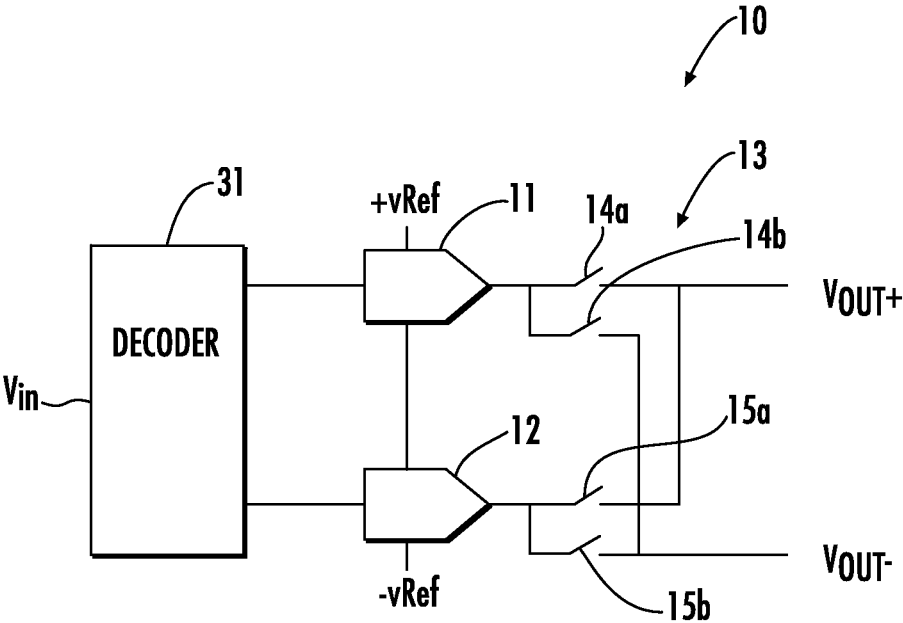 10
31
+vRef
11
14a
13
14b
VOUT+
DECODER
Vin
12
15a
-vRef
15b
VOUT-